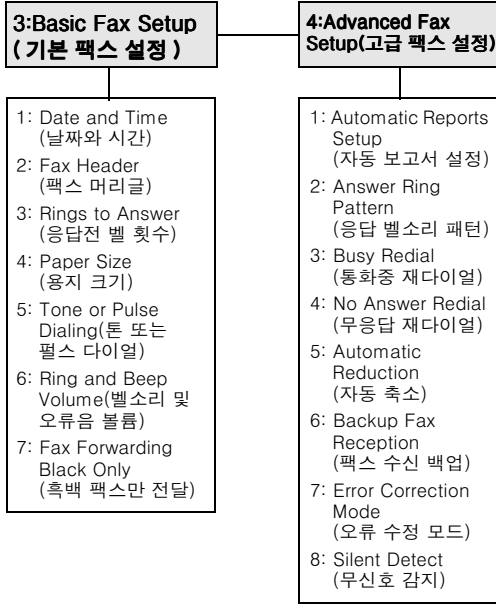 3:Basic Fax Setup
( 기본 팩스 설정 )
1: Date and Time
(날짜와 시간)
2: Fax Header
(팩스 머리글)
3: Rings to Answer
(응답전 벨 횟수)
4: Paper Size
(용지 크기)
5: Tone or Pulse
Dialing(톤 또는
펄스 다이얼)
6: Ring and Beep
Volume(벨소리 및
오류음 볼륨)
7: Fax Forwarding
Black Only
(흑백 팩스만 전달)
4:Advanced Fax
Setup(고급 팩스 설정)
1: Automatic Reports
Setup
(자동 보고서 설정)
2: Answer Ring
Pattern
(응답 벨소리 패턴)
3: Busy Redial
(통화중 재다이얼)
4: No Answer Redial
(무응답 재다이얼)
5: Automatic
Reduction
(자동 축소)
6: Backup Fax
Reception
(팩스 수신 백업)
7: Error Correction
Mode
(오류 수정 모드)
8: Silent Detect
(무신호 감지)